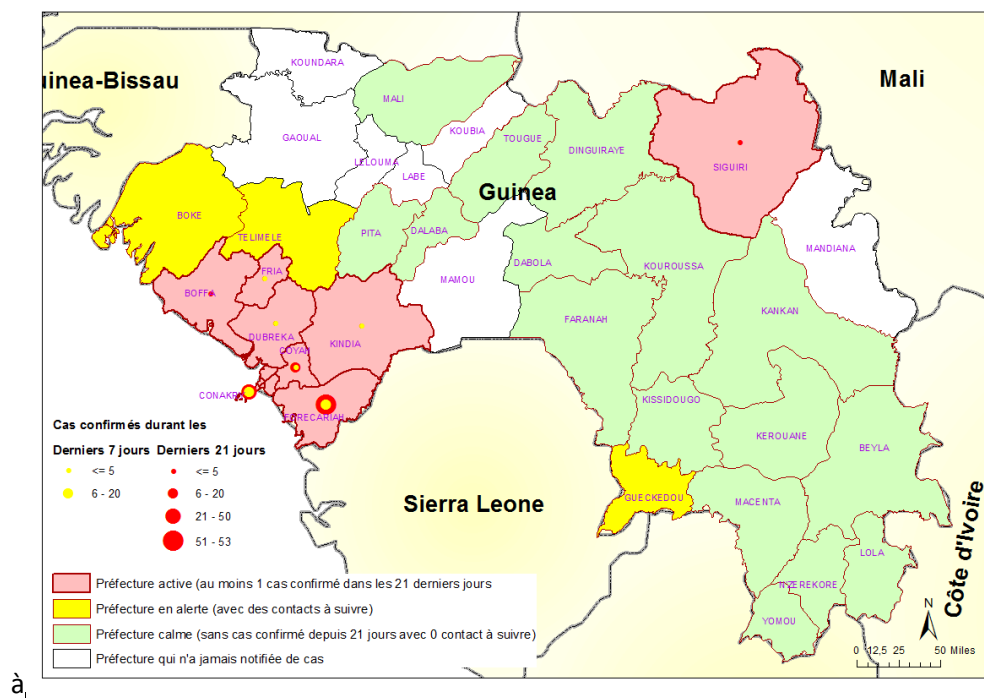 KOUNDARA
uinea-Bissau
Mali
MALI
GAOUAL
KOUBIA
TOUGUE
DINGUIRAYE
LELOUMA
LABE
SIGUIRI
Guinea
BOKE
PITA
DALABA
TELIMELE
MANDIANA
DABOLA
KOUROUSSA
FRIA
MAMOU
BOFFA
KANKAN
FARANAH
DUBREKA
KINDIA
COYAH
CONAKRY
KISSIDOUGO
FORECARIAH
KEROUANE
BEYLA
Cas confirmés durant les
Derniers 7 jours Derniers 21 jours
<= 5 <= 5
6 - 20 6 - 20
21 - 50
51 - 53
Sierra Leone
GUECKEDOU
MACENTA
LOLA
Côte d'Ivoire
N'ZEREKORE
YOMOU
Préfecture active (au moins 1 cas confirmé dans les 21 derniers jours
Préfecture en alerte (avec des contacts à suivre)
Préfecture calme (sans cas confirmé depuis 21 jours avec 0 contact à suivre)
Préfecture qui n'a jamais notifiée de cas
N
0 12,5 25 50 Miles
à